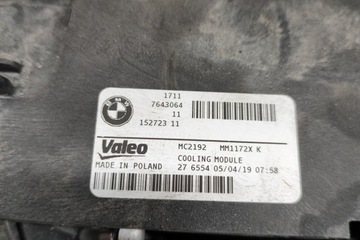 1711
7643064
11
152723 11
BMW
Valeo
MC2192 MM1172X K
COOLING MODULE
MADE IN POLAND
27 6554 05/04/19 07:58